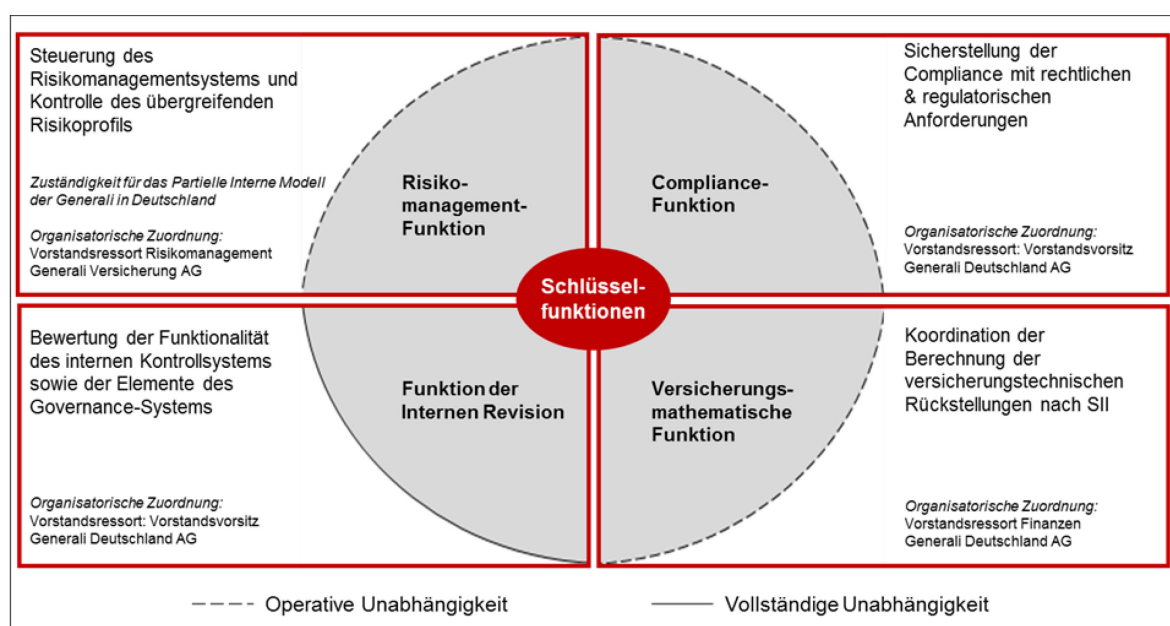 Steuerung des
Risikomanagementsystems und
Kontrolle des übergreifenden
Risikoprofils
Zuständigkeit für das Partielle Interne Modell
der Generali in Deutschland
Organisatorische Zuordnung:
Vorstandsressort Risikomanagement
Generali Versicherung AG
Risiko-
management-
Funktion
Compliance-
Funktion
Sicherstellung der
Compliance mit rechtlichen
& regulatorischen
Anforderungen
Organisatorische Zuordnung:
Vorstandsressort: Vorstandsvorsitz
Generali Deutschland AG
Schlüssel-
funktionen
Bewertung der Funktionalität
des internen Kontrollsystems
sowie der Elemente des
Governance-Systems
Organisatorische Zuordnung:
Vorstandsressort: Vorstandsvorsitz
Generali Deutschland AG
Funktion der
Internen Revision
Versicherungs-
mathematische
Funktion
Koordination der
Berechnung der
versicherungstechnischen
Rückstellungen nach SII
Organisatorische Zuordnung:
Vorstandsressort Finanzen
Generali Deutschland AG
Operative Unabhängigkeit
Vollständige Unabhängigkeit